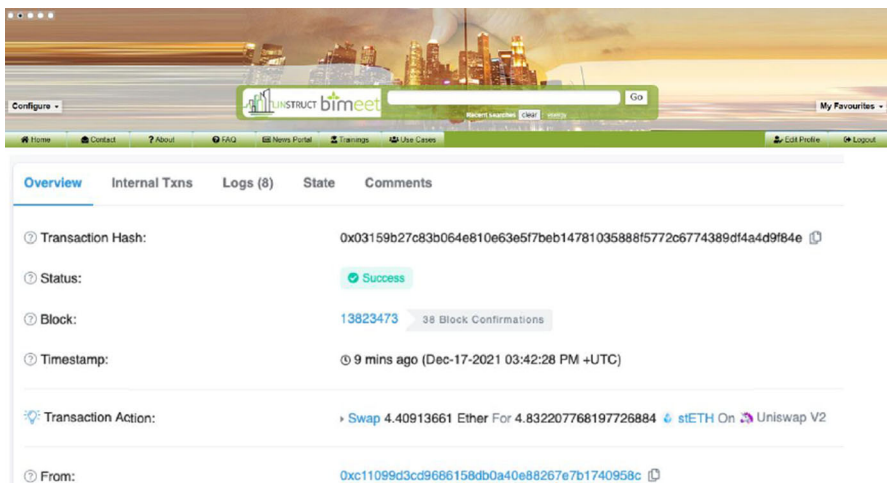 Configure
UNSTRUCT bimeet
Go
Recent searches clear energy
My Favourites
Home Contact ? About FAQ News Portal Trainings Use Cases Edit Profile Logout
Overview Internal Txns Logs (8) State Comments
Transaction Hash: 0x03159b27c83b064e810e63e5f7beb14781035888f5772c6774389df4a4d9f84e
Status: Success
Block: 13823473 38 Block Confirmations
Timestamp: 9 mins ago (Dec-17-2021 03:42:28 PM +UTC)
Transaction Action: Swap 4.40913661 Ether For 4.832207768197726884 stETH On Uniswap V2
From: 0xc11099d3cd9686158db0a40e88267e7b1740958c